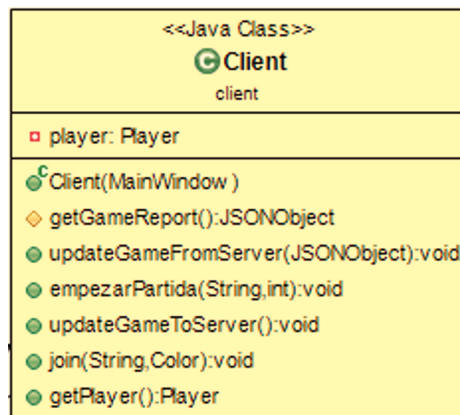 <<Java Class>>
Client
client
player: Player
Client(MainWindow )
getGameReport():JSONObject
updateGameFromServer(JSONObject):void
empezarPartida(String,int):void
updateGameToServer():void
join(String,Color):void
getPlayer():Player